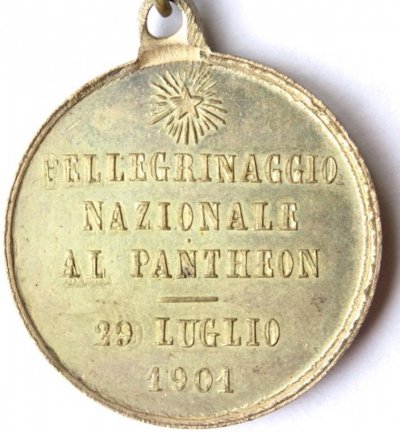 PELLEGRINAGGIO
NAZIONALE
AL PANTHEON
29 LUGLIO
1901